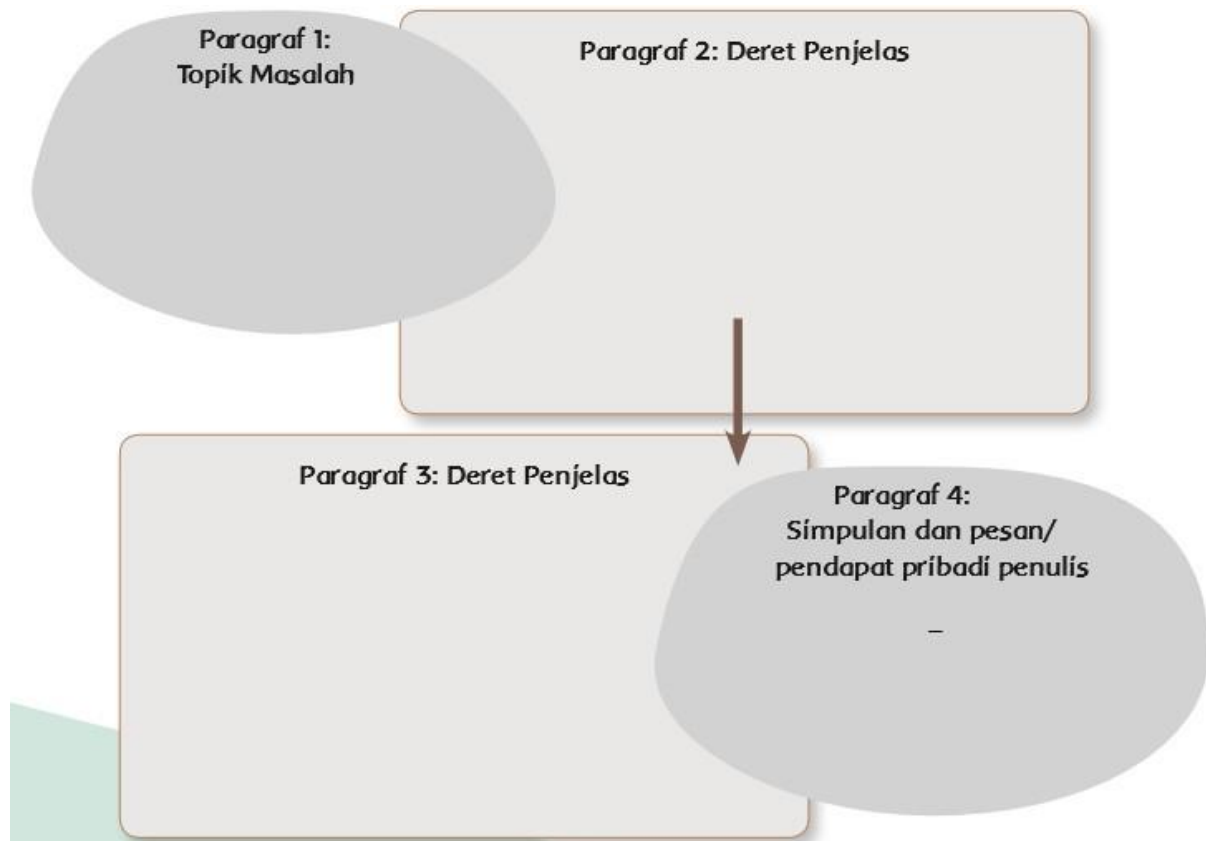 Paragraf 1:
Topik Masalah
Paragraf 2: Deret Penjelas
Paragraf 3: Deret Penjelas
Paragraf 4:
Simpulan dan pesan/
pendapat pribadi penulis
–